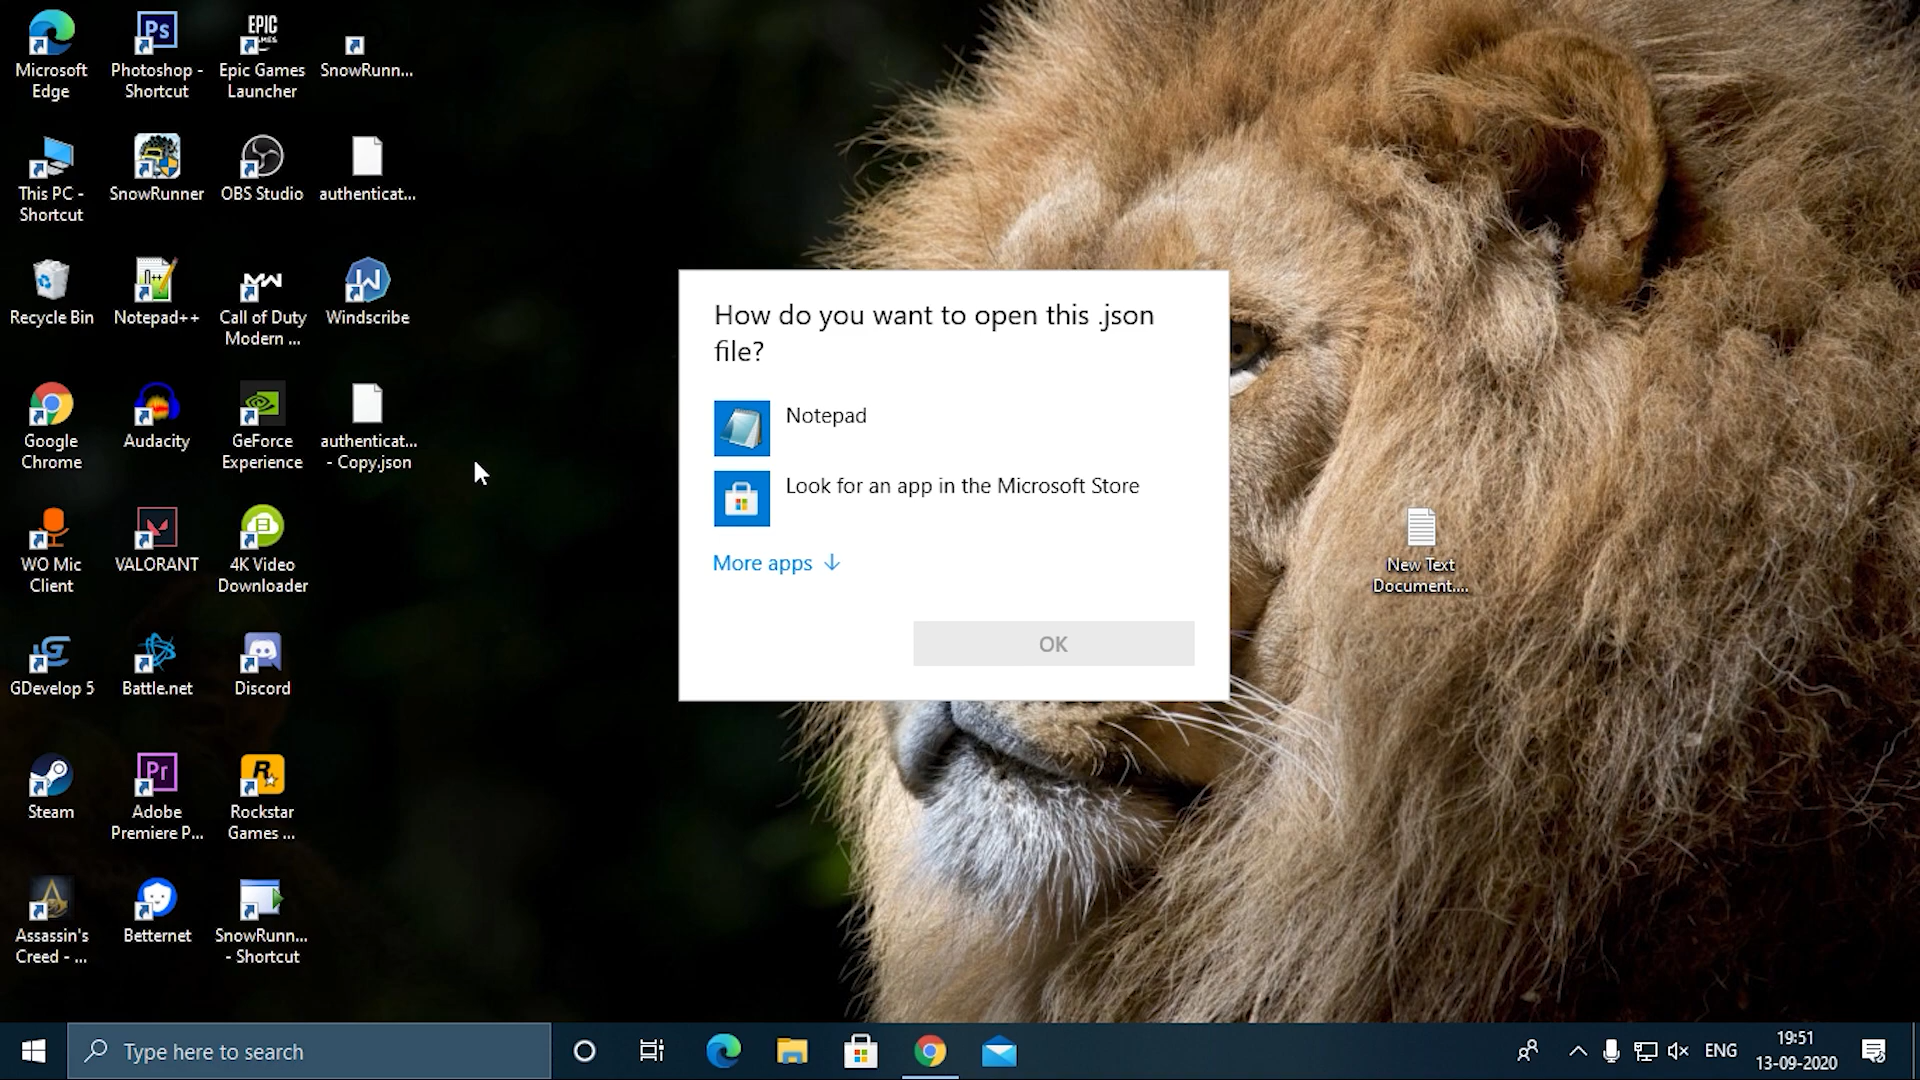 Microsoft
Edge
Photoshop -
Shortcut
Epic Games
Launcher
SnowRunn...
This PC -
Shortcut
SnowRunner
OBS Studio
authenticat...
Recycle Bin
Notepad++
Call of Duty
Modern ...
Windscribe
Google
Chrome
Audacity
GeForce
Experience
authenticat...
- Copy.json
WO Mic
Client
VALORANT
4K Video
Downloader
GDevelop 5
Battle.net
Discord
Steam
Adobe
Premiere P...
Rockstar
Games ...
Assassin's
Creed - ...
Betternet
SnowRunn...
- Shortcut
How do you want to open this .json
file?
Notepad
Look for an app in the Microsoft Store
More apps
OK
New Text
Document....
Type here to search
ENG
19:51
13-09-2020
Ps
EPIC
Pr